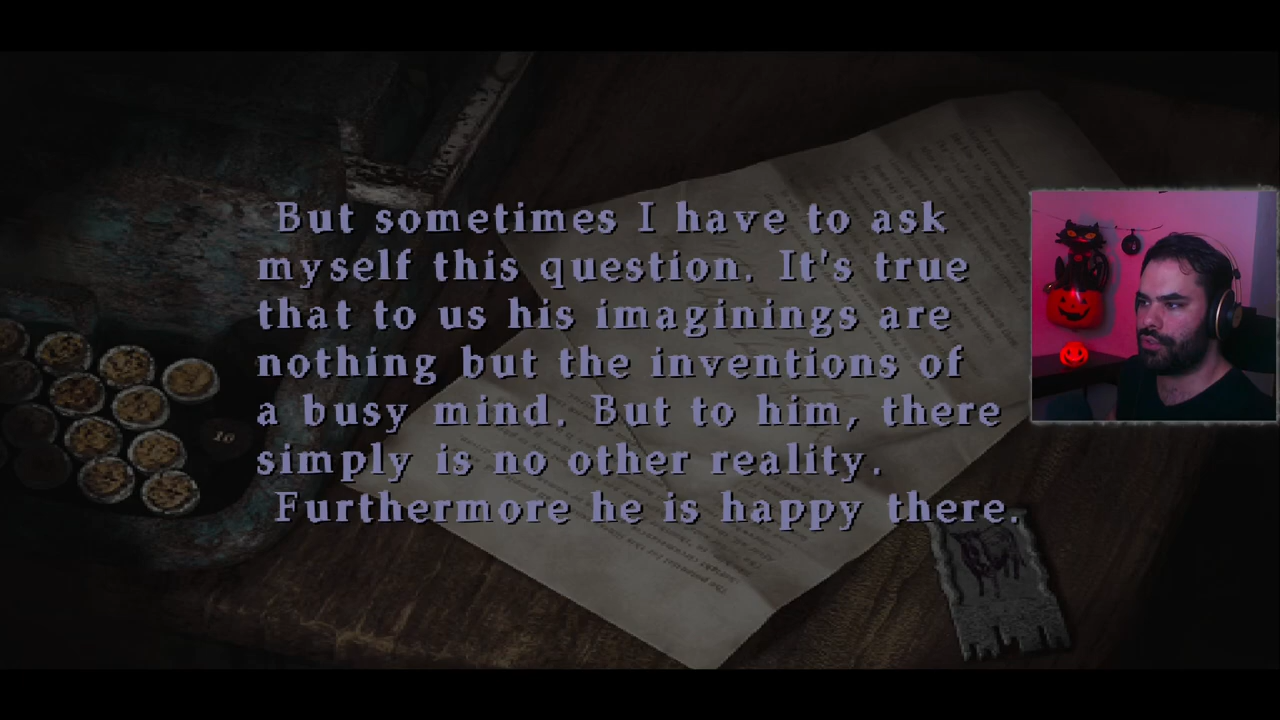 But sometimes I have to ask
myself this question. It's true
that to us his imaginings are
nothing but the inventions of
a busy mind. But to him, there
simply is no other reality.
Furthermore he is happy there.
16